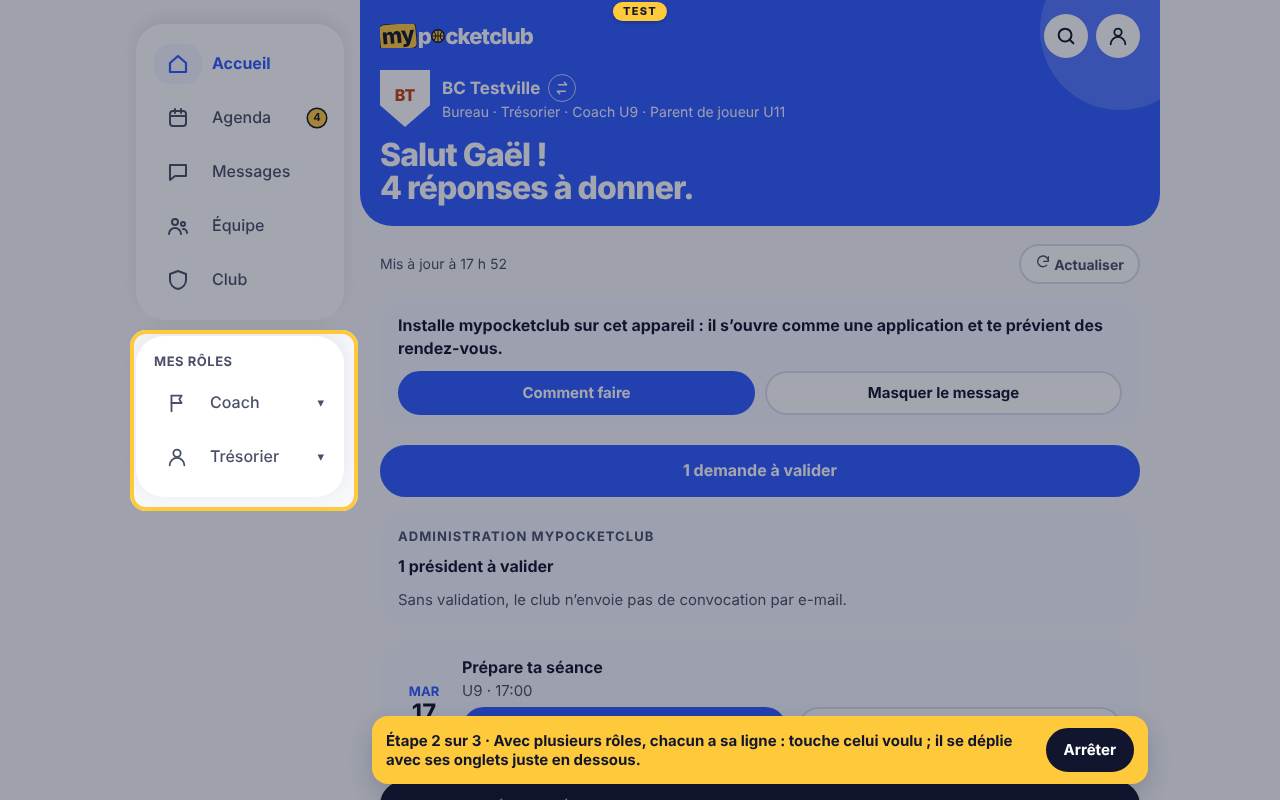 TEST
mypocketclub
Accueil
Agenda
4
Messages
Équipe
Club
MES RÔLES
Coach
Trésorier
BT
BC Testville
Bureau · Trésorier · Coach U9 · Parent de joueur U11
Salut Gaël !
4 réponses à donner.
Mis à jour à 17 h 52
Actualiser
Installe mypocketclub sur cet appareil : il s’ouvre comme une application et te prévient des
rendez-vous.
Comment faire
Masquer le message
1 demande à valider
ADMINISTRATION MYPOCKETCLUB
1 président à valider
Sans validation, le club n’envoie pas de convocation par e-mail.
Prépare ta séance
U9 · 17:00
MAR
17
Étape 2 sur 3 · Avec plusieurs rôles, chacun a sa ligne : touche celui voulu ; il se déplie
avec ses onglets juste en dessous.
Arrêter